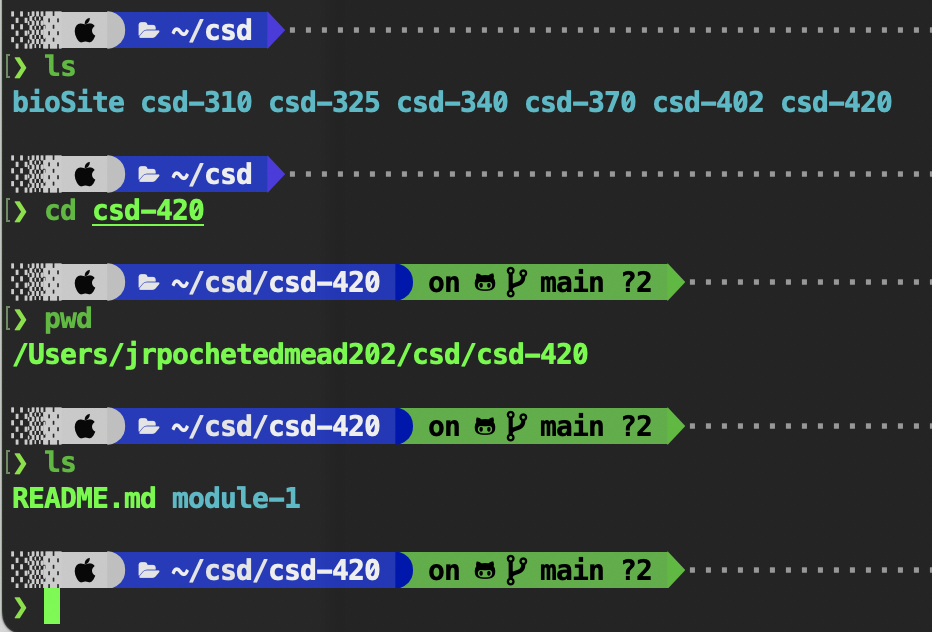 ~/csd
❯ ls
bioSite csd-310 csd-325 csd-340 csd-370 csd-402 csd-420
~/csd
❯ cd csd-420
~/csd/csd-420 on main ?2
❯ pwd
/Users/jrpochetedmead202/csd/csd-420
~/csd/csd-420 on main ?2
❯ ls
README.md module-1
~/csd/csd-420 on main ?2
❯